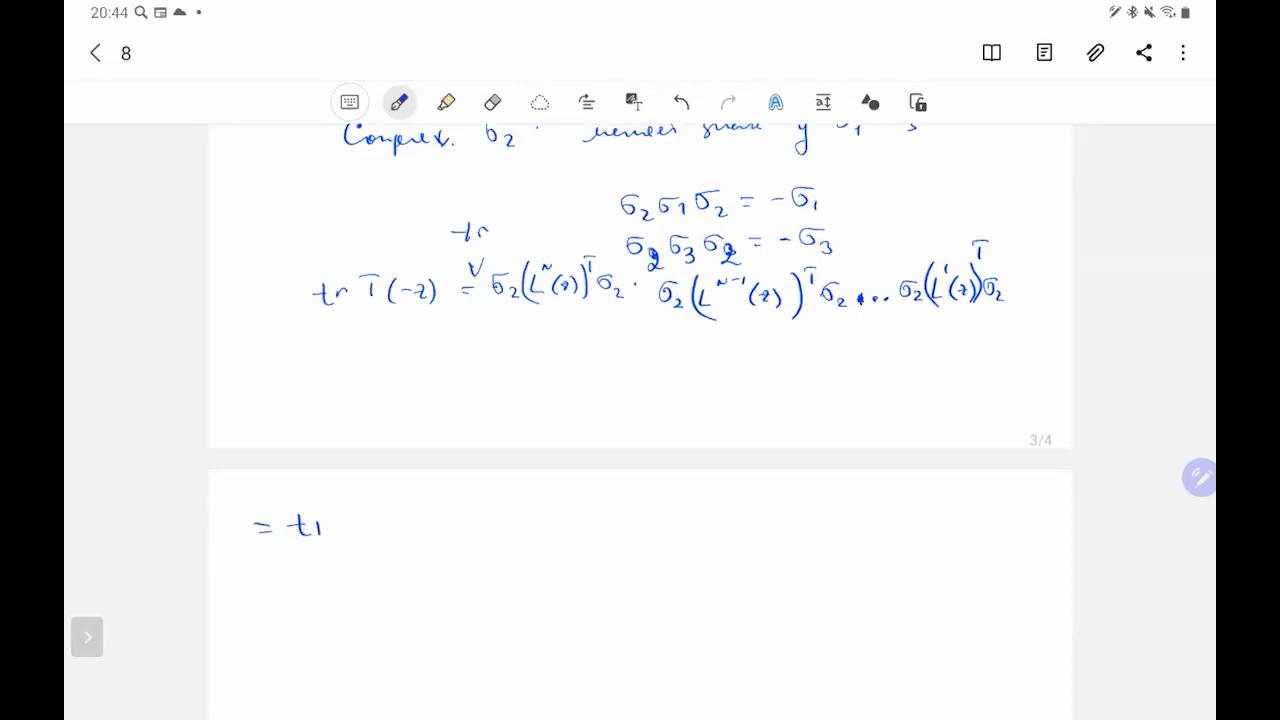 20:44
8
σ₂
σ₂ σ₁ σ₂ = - σ₁
σ₂ σ₃ σ₂ = - σ₃
tr
tr T(-z) = σ₂(L^N(z))^T σ₂ · σ₂(L^{N-1}(z))^T σ₂ ... σ₂(L^1(z))^T σ₂
3/4
= tr